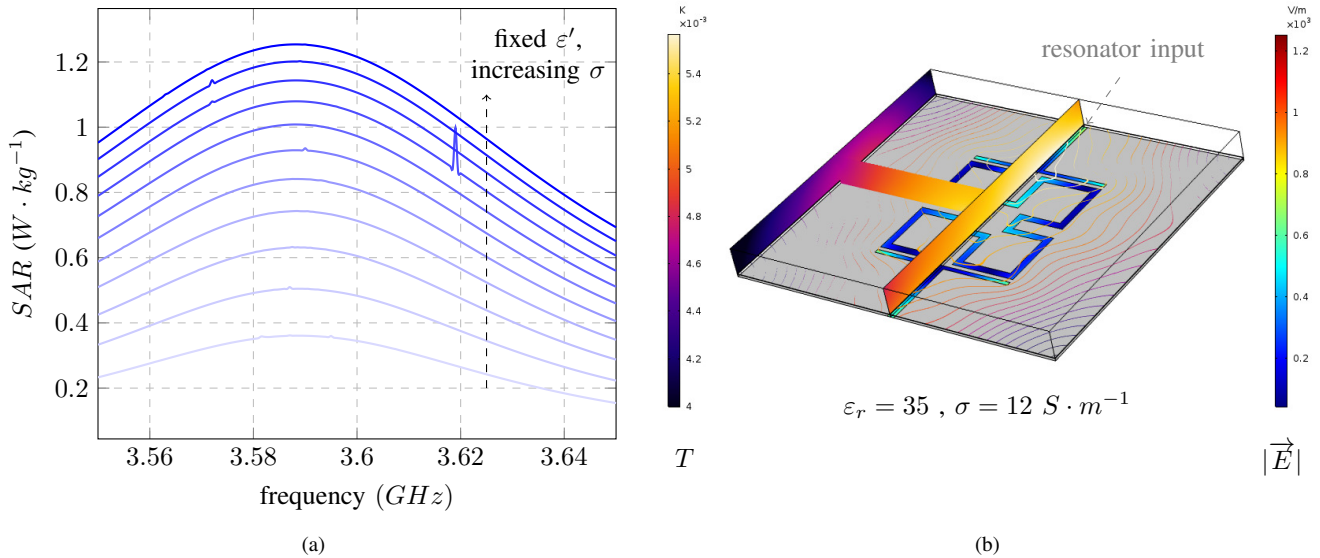 1.2
1
0.8
0.6
0.4
0.2
SAR (W · kg⁻¹)
fixed ε′,
increasing σ
3.56 3.58 3.6 3.62 3.64
frequency (GHz)
(a)
K
×10⁻³
5.4
5.2
5
4.8
4.6
4.4
4.2
4
T
resonator input
εᵣ = 35 , σ = 12 S · m⁻¹
V/m
×10³
1.2
1
0.8
0.6
0.4
0.2
|E⃗|
(b)